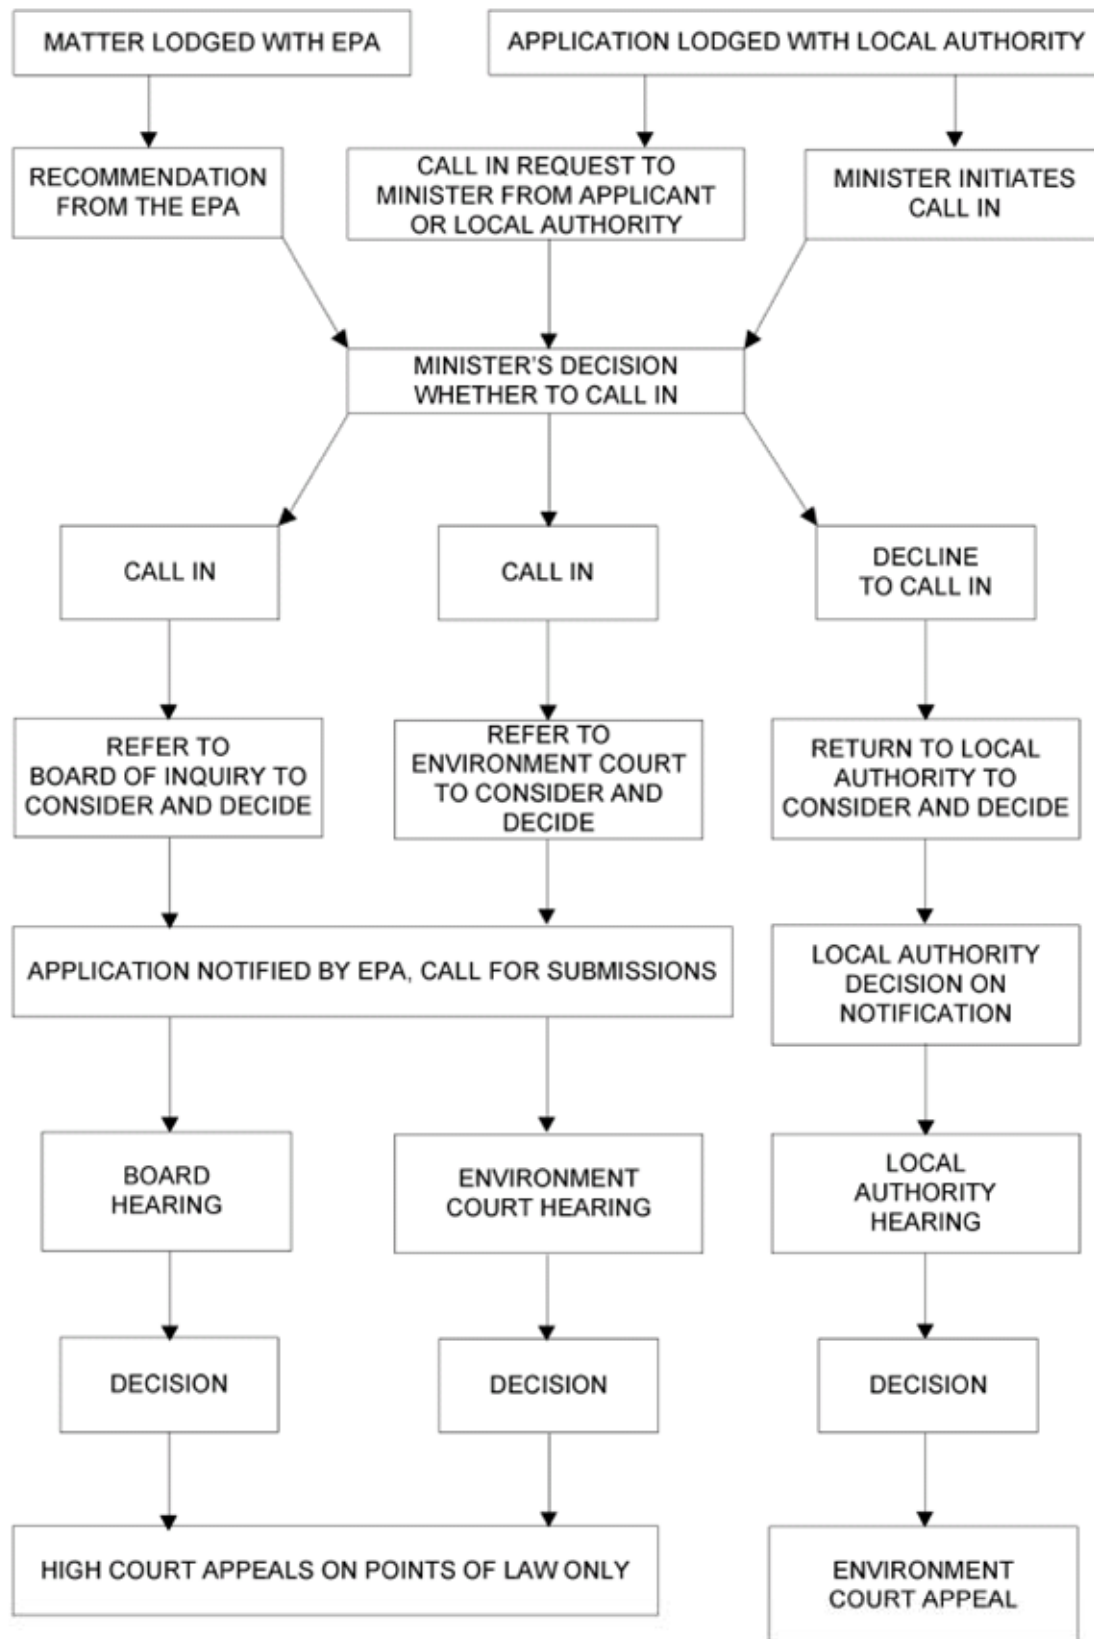 MATTER LODGED WITH EPA
APPLICATION LODGED WITH LOCAL AUTHORITY
RECOMMENDATION
FROM THE EPA
CALL IN REQUEST TO
MINISTER FROM APPLICANT
OR LOCAL AUTHORITY
MINISTER INITIATES
CALL IN
MINISTER'S DECISION
WHETHER TO CALL IN
CALL IN
CALL IN
DECLINE
TO CALL IN
REFER TO
BOARD OF INQUIRY TO
CONSIDER AND DECIDE
REFER TO
ENVIRONMENT COURT
TO CONSIDER AND
DECIDE
RETURN TO LOCAL
AUTHORITY TO
CONSIDER AND DECIDE
APPLICATION NOTIFIED BY EPA, CALL FOR SUBMISSIONS
LOCAL AUTHORITY
DECISION ON
NOTIFICATION
BOARD
HEARING
ENVIRONMENT
COURT HEARING
LOCAL
AUTHORITY
HEARING
DECISION
DECISION
DECISION
HIGH COURT APPEALS ON POINTS OF LAW ONLY
ENVIRONMENT
COURT APPEAL